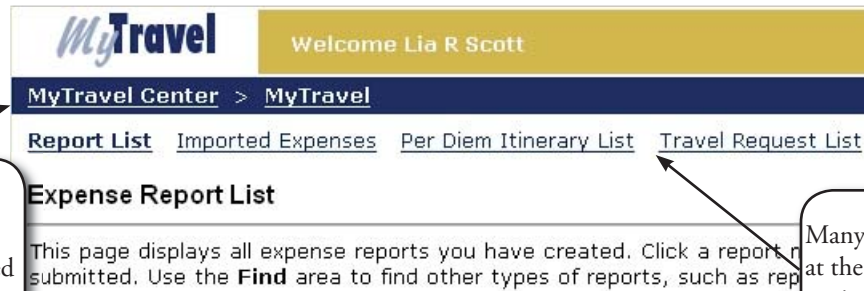 MyTravel Welcome Lia R Scott
MyTravel Center > MyTravel
Report List Imported Expenses Per Diem Itinerary List Travel Request List
Expense Report List
This page displays all expense reports you have created. Click a report
submitted. Use the Find area to find other types of reports, such as
Many
at the